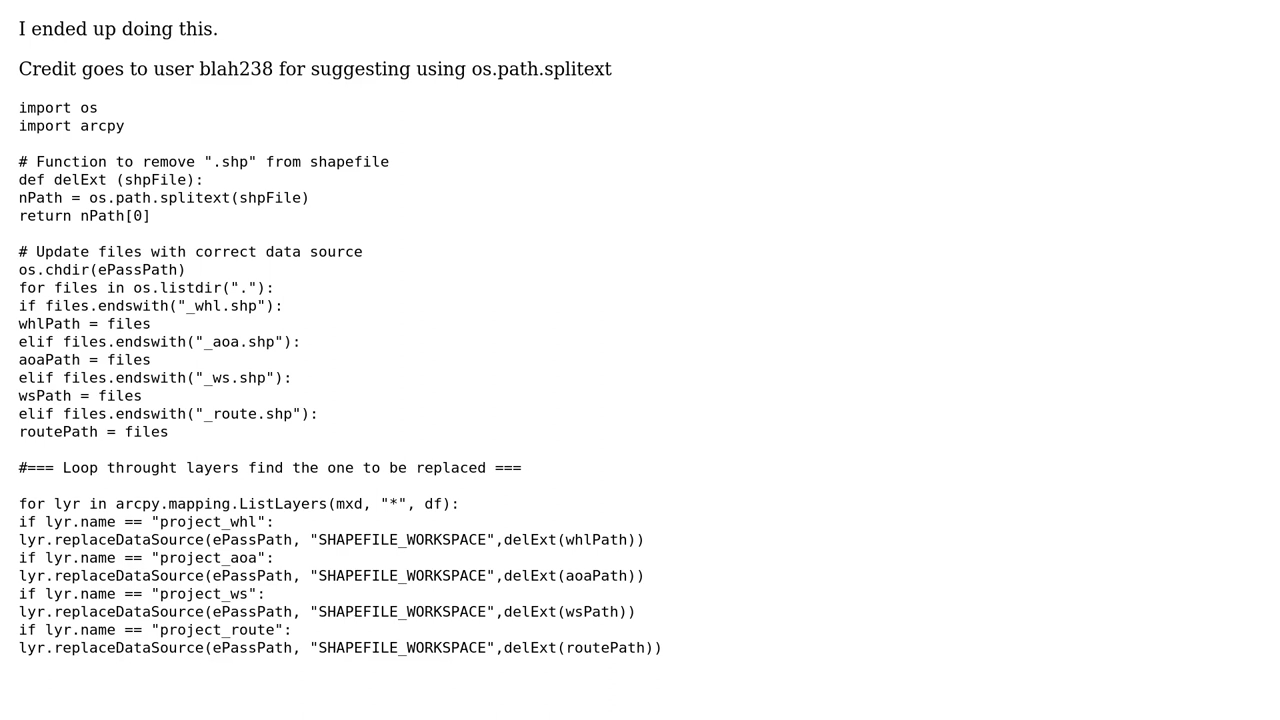 I ended up doing this.
Credit goes to user blah238 for suggesting using os.path.splitext
import os
import arcpy
# Function to remove ".shp" from shapefile
def delExt (shpFile):
nPath = os.path.splitext(shpFile)
return nPath[0]
# Update files with correct data source
os.chdir(ePassPath)
for files in os.listdir("."):
if files.endswith("_whl.shp"):
whlPath = files
elif files.endswith("_aoa.shp"):
aoaPath = files
elif files.endswith("_ws.shp"):
wsPath = files
elif files.endswith("_route.shp"):
routePath = files
#=== Loop throught layers find the one to be replaced ===
for lyr in arcpy.mapping.ListLayers(mxd, "*", df):
if lyr.name == "project_whl":
lyr.replaceDataSource(ePassPath, "SHAPEFILE_WORKSPACE",delExt(whlPath))
if lyr.name == "project_aoa":
lyr.replaceDataSource(ePassPath, "SHAPEFILE_WORKSPACE",delExt(aoaPath))
if lyr.name == "project_ws":
lyr.replaceDataSource(ePassPath, "SHAPEFILE_WORKSPACE",delExt(wsPath))
if lyr.name == "project_route":
lyr.replaceDataSource(ePassPath, "SHAPEFILE_WORKSPACE",delExt(routePath))